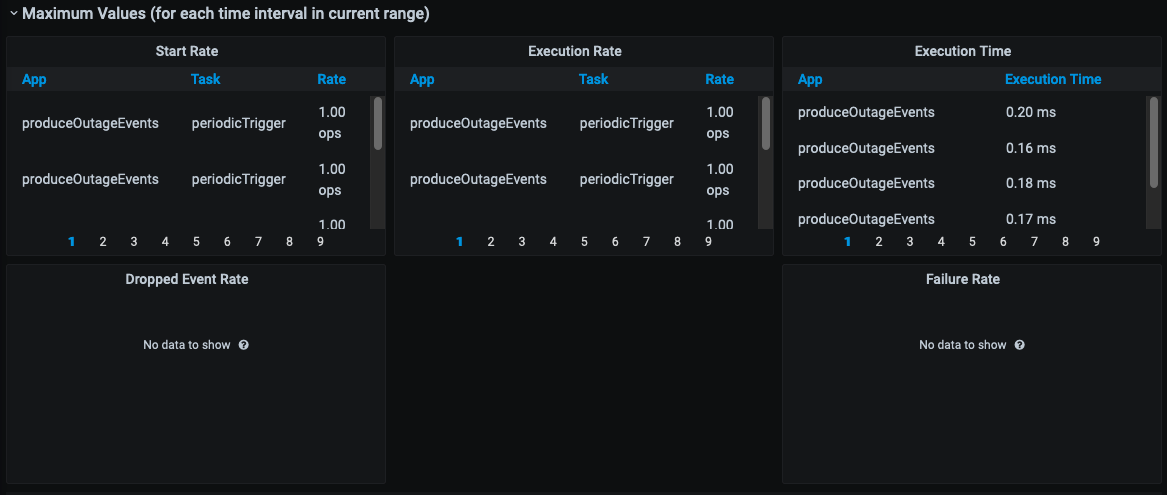 Maximum Values (for each time interval in current range)
Start Rate
App Task Rate
produceOutageEvents periodicTrigger 1.00 ops
produceOutageEvents periodicTrigger 1.00 ops
1.00
1 2 3 4 5 6 7 8 9
Execution Rate
App Task Rate
produceOutageEvents periodicTrigger 1.00 ops
produceOutageEvents periodicTrigger 1.00 ops
1.00
1 2 3 4 5 6 7 8 9
Execution Time
App Execution Time
produceOutageEvents 0.20 ms
produceOutageEvents 0.16 ms
produceOutageEvents 0.18 ms
produceOutageEvents 0.17 ms
1 2 3 4 5 6 7 8 9
Dropped Event Rate
No data to show ?
Failure Rate
No data to show ?